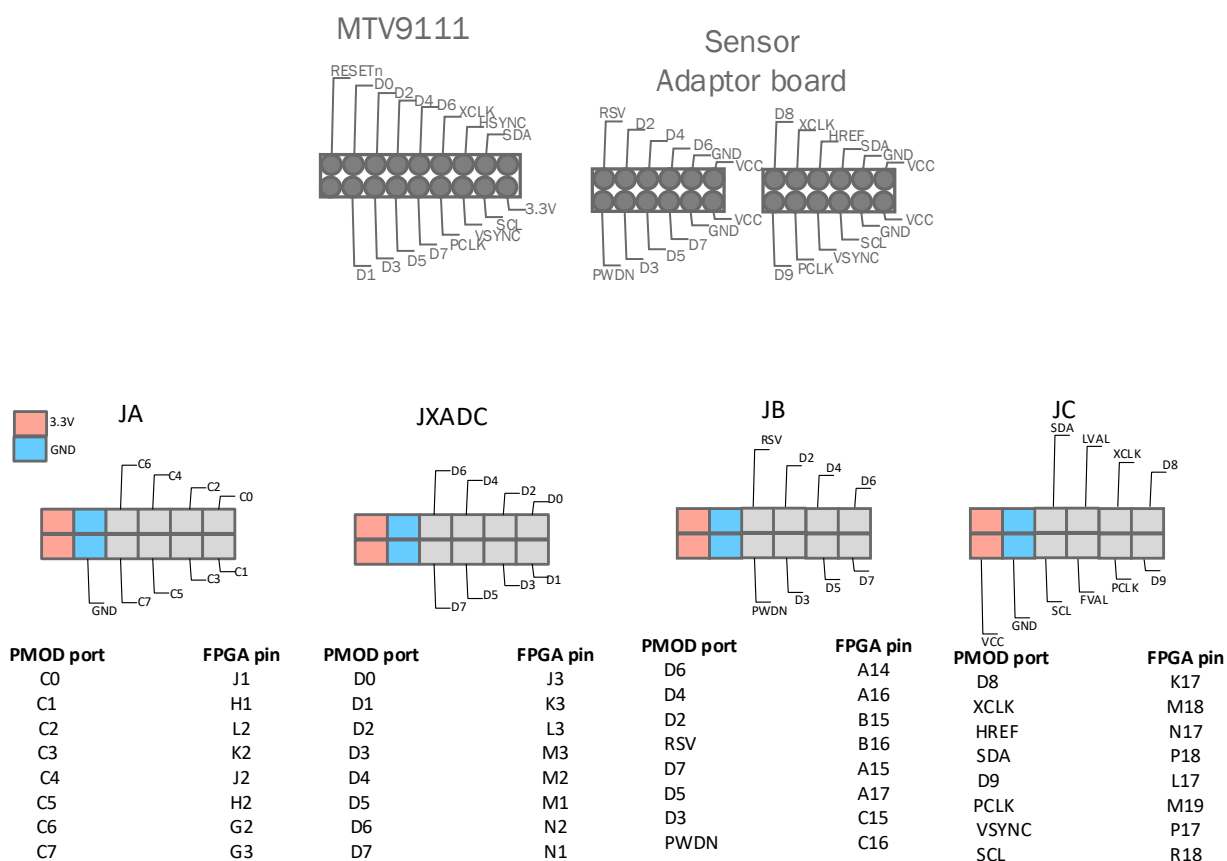 MTV9111
Sensor
Adaptor board
RESETn
D0
D2
D4
D6
XCLK
HSYNC
SDA
D1
D3
D5
D7
PCLK
VSYNC
SCL
3.3V
RSV
D2
D4
D6
GND
VCC
PWDN
D3
D5
D7
GND
VCC
D8
XCLK
HREF
SDA
GND
VCC
D9
PCLK
VSYNC
SCL
GND
VCC
3.3V
GND
JA
C6
C4
C2
C0
GND
C7
C5
C3
C1
JXADC
D6
D4
D2
D0
D7
D5
D3
D1
JB
RSV
D2
D4
D6
PWDN
D3
D5
D7
JC
SDA
LVAL
XCLK
D8
VCC
GND
SCL
FVAL
PCLK
D9
PMOD port FPGA pin
C0 J1
C1 H1
C2 L2
C3 K2
C4 J2
C5 H2
C6 G2
C7 G3
PMOD port FPGA pin
D0 J3
D1 K3
D2 L3
D3 M3
D4 M2
D5 M1
D6 N2
D7 N1
PMOD port FPGA pin
D6 A14
D4 A16
D2 B15
RSV B16
D7 A15
D5 A17
D3 C15
PWDN C16
PMOD port FPGA pin
D8 K17
XCLK M18
HREF N17
SDA P18
D9 L17
PCLK M19
VSYNC P17
SCL R18